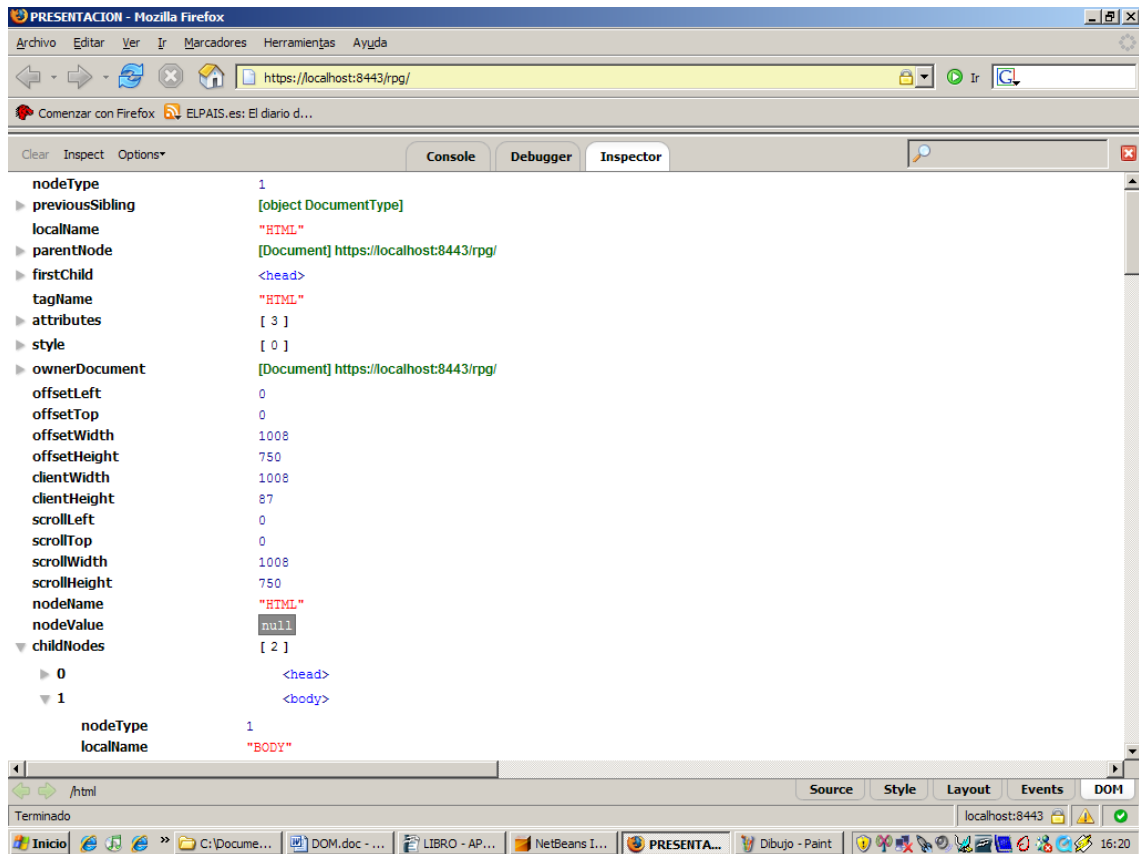 PRESENTACION - Mozilla Firefox
Archivo Editar Ver Ir Marcadores Herramientas Ayuda
https://localhost:8443/rpg/ Ir G
Comenzar con Firefox ELPAIS.es: El diario d...
Clear Inspect Options Console Debugger Inspector
nodeType 1
previousSibling [object DocumentType]
localName "HTML"
parentNode [Document] https://localhost:8443/rpg/
firstChild <head>
tagName "HTML"
attributes [ 3 ]
style [ 0 ]
ownerDocument [Document] https://localhost:8443/rpg/
offsetLeft 0
offsetTop 0
offsetWidth 1008
offsetHeight 750
clientWidth 1008
clientHeight 87
scrollLeft 0
scrollTop 0
scrollWidth 1008
scrollHeight 750
nodeName "HTML"
nodeValue null
childNodes [ 2 ]
0 <head>
1 <body>
nodeType 1
localName "BODY"
/html Source Style Layout Events DOM
Terminado localhost:8443
Inicio » C:\Docume... DOM.doc - ... LIBRO - AP... NetBeans I... PRESENTA... Dibujo - Paint 16:20